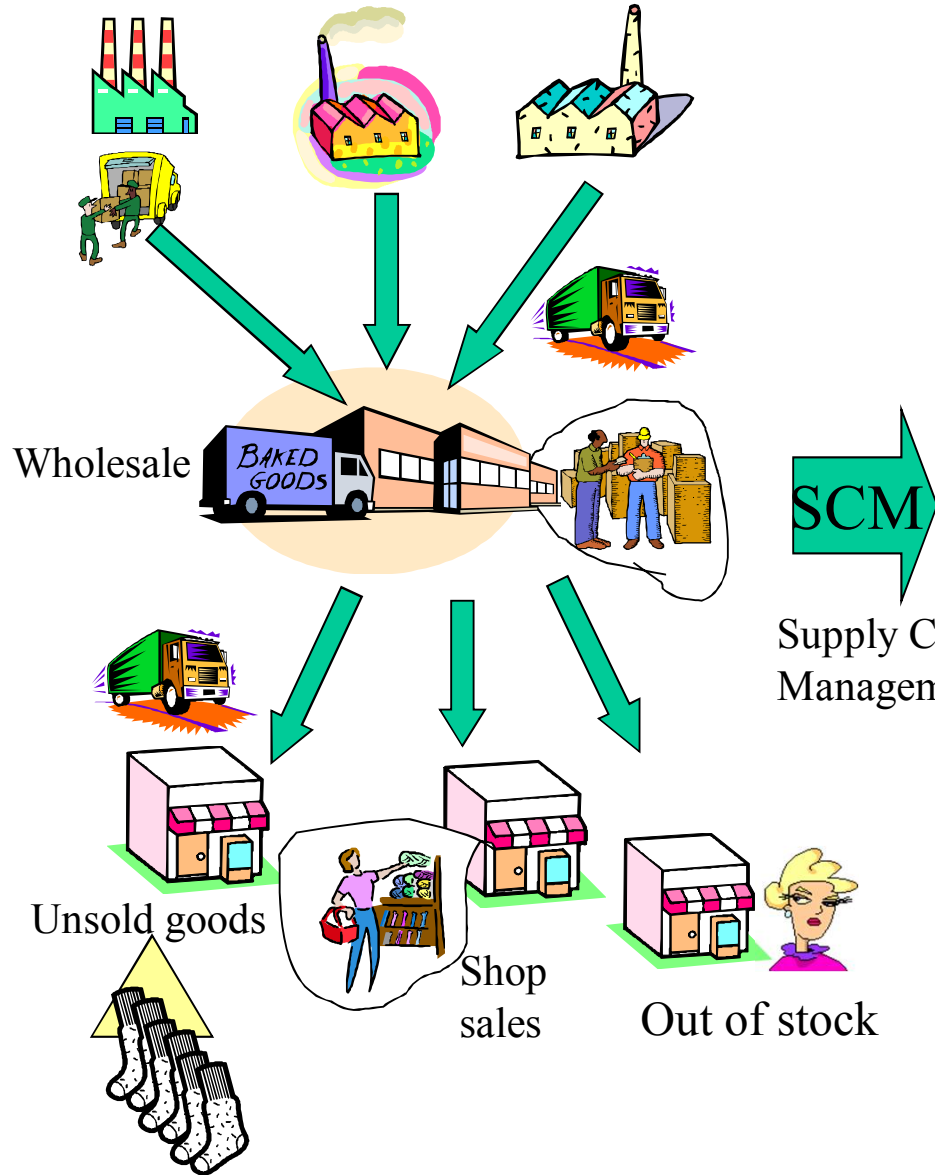 Wholesale
BAKED
GOODS
SCM
Supply C
Managem
Unsold goods
Shop
sales
Out of stock